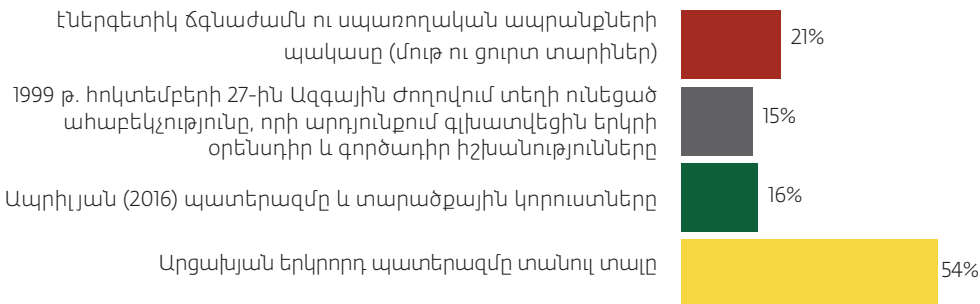 էներգետիկ ճգնաժամն ու սպառողական ապրանքների
պակասը (մութ ու ցուրտ տարիներ)
21%
1999 թ. հոկտեմբերի 27-ին Ազգային Ժողովում տեղի ունեցած
ահաբեկչությունը, որի արդյունքում գլխատվեցին երկրի
օրենսդիր և գործադիր իշխանությունները
15%
Ապրիլյան (2016) պատերազմը և տարածքային կորուստները
16%
Արցախյան երկրորդ պատերազմը տանուլ տալը
54%